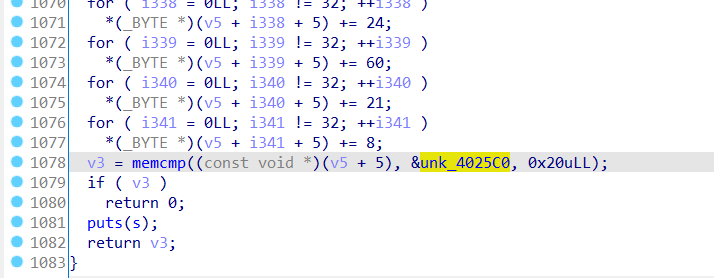 1070 for ( i338 = 0LL; i338 != 32; ++i338 )
1071 *(_BYTE *)(v5 + i338 + 5) += 24;
1072 for ( i339 = 0LL; i339 != 32; ++i339 )
1073 *(_BYTE *)(v5 + i339 + 5) += 60;
1074 for ( i340 = 0LL; i340 != 32; ++i340 )
1075 *(_BYTE *)(v5 + i340 + 5) += 21;
1076 for ( i341 = 0LL; i341 != 32; ++i341 )
1077 *(_BYTE *)(v5 + i341 + 5) += 8;
1078 v3 = memcmp((const void *)(v5 + 5), &unk_4025C0, 0x20uLL);
1079 if ( v3 )
1080 return 0;
1081 puts(s);
1082 return v3;
1083 }